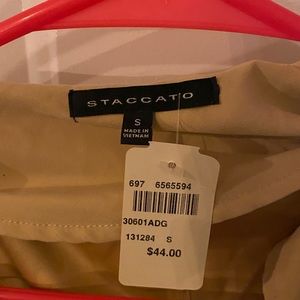 STACCATO
S
MADE IN
VIETNAM
697 6565594
30601ADG
131284 S
$44.00